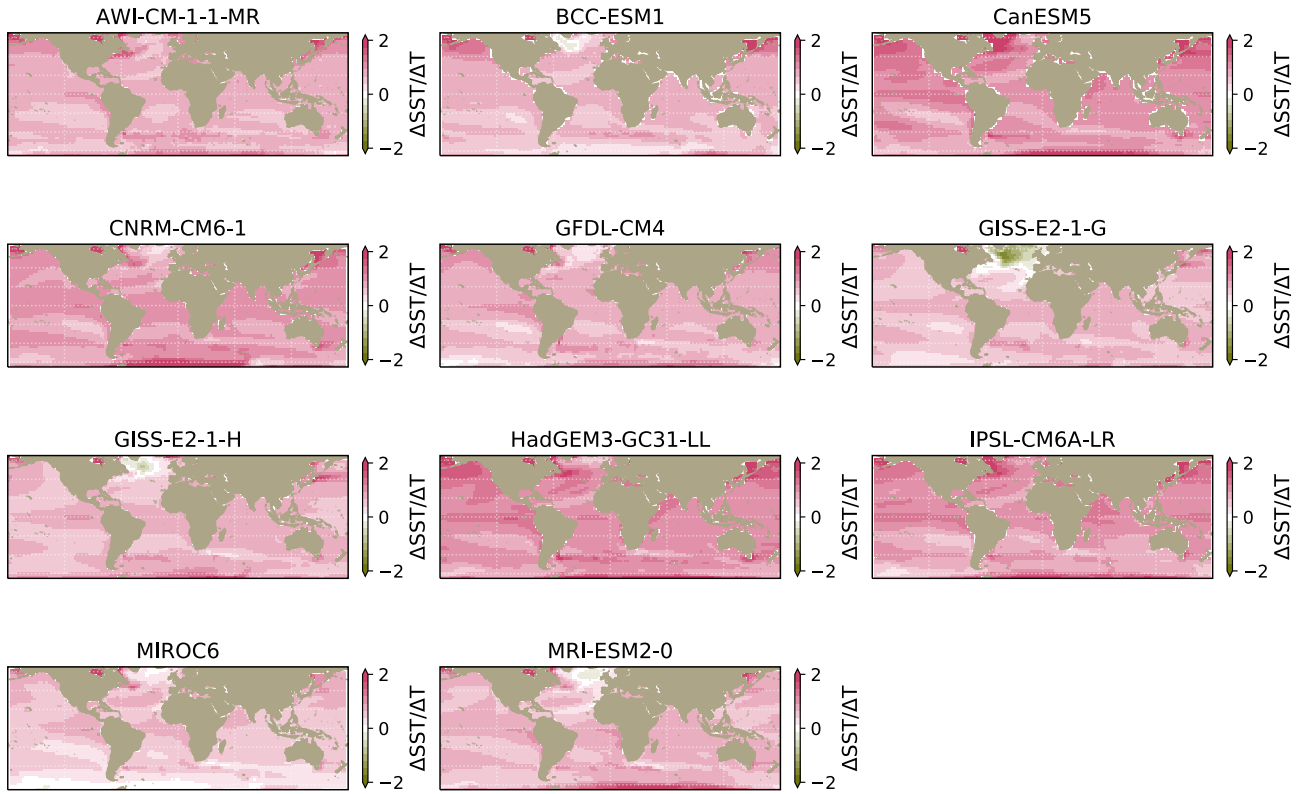 AWI-CM-1-1-MR
2
0
−2
ΔSST/ΔT
BCC-ESM1
2
0
−2
ΔSST/ΔT
CanESM5
2
0
−2
ΔSST/ΔT
CNRM-CM6-1
2
0
−2
ΔSST/ΔT
GFDL-CM4
2
0
−2
ΔSST/ΔT
GISS-E2-1-G
2
0
−2
ΔSST/ΔT
GISS-E2-1-H
2
0
−2
ΔSST/ΔT
HadGEM3-GC31-LL
2
0
−2
ΔSST/ΔT
IPSL-CM6A-LR
2
0
−2
ΔSST/ΔT
MIROC6
2
0
−2
ΔSST/ΔT
MRI-ESM2-0
2
0
−2
ΔSST/ΔT